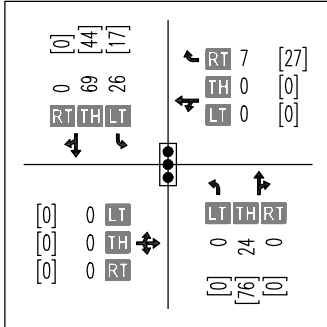 [0] [44] [17]
0 69 26
RT TH LT
RT 7 [27]
TH 0 [0]
LT 0 [0]
[0] 0 LT
[0] 0 TH
[0] 0 RT
LT TH RT
0 24 0
[0] [76] [0]